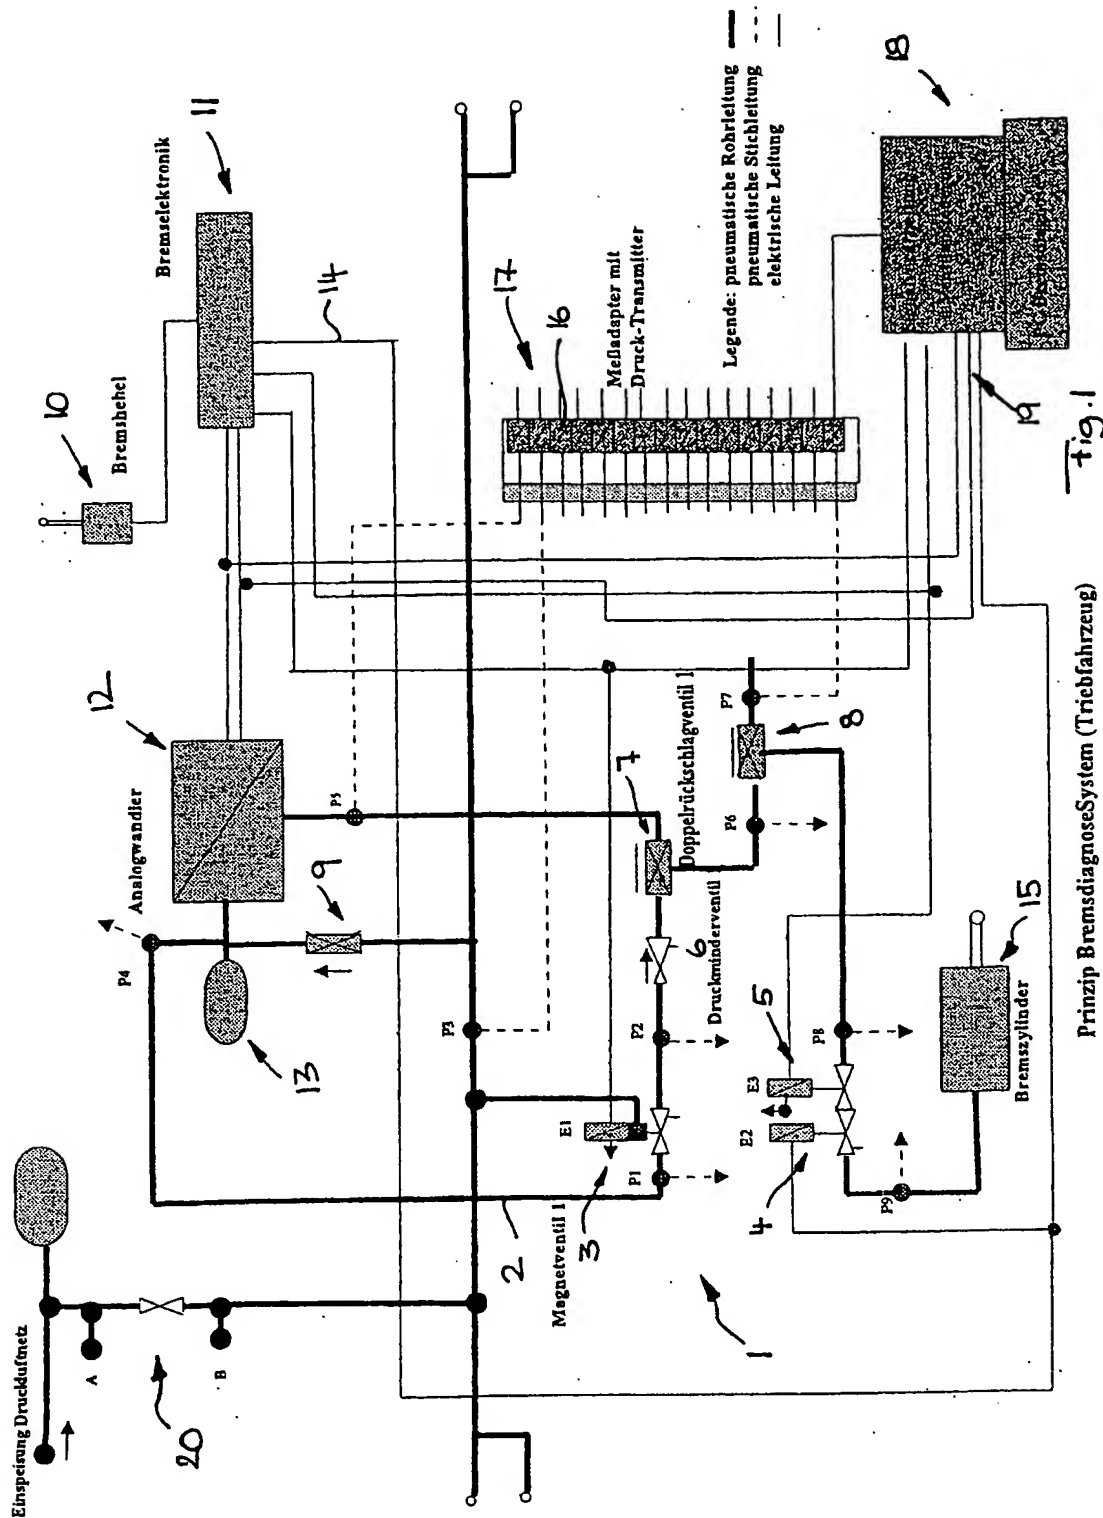 Einspeisung Druckluftnetz
A
B
20
13
P4
Analogwandler
12
9
P5
10
Bremshehel
Bremselektronik
11
14
P3
2
Magnetventil 1
3
E1
P1
P2
6
Druckminderventil
7
Doppelrückschlagventil 1
P6
P7
8
17
16
Meßadapter mit
Druck-Transmitter
Legende: pneumatische Rohrleitung
pneumatische Stichleitung
elektrische Leitung
18
19
1
4
E2
E3
5
P8
P9
Bremszylinder
15
Prinzip BremsdiagnoseSystem (Triebfahrzeug)
Fig.1